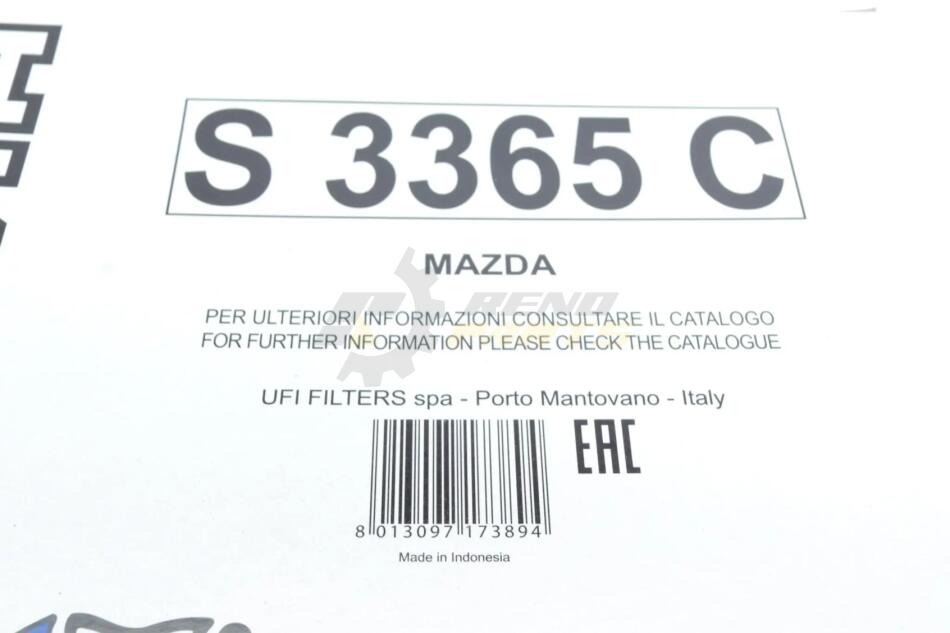 S 3365 C
MAZDA
PER ULTERIORI INFORMAZIONI CONSULTARE IL CATALOGO
FOR FURTHER INFORMATION PLEASE CHECK THE CATALOGUE
UFI FILTERS spa - Porto Mantovano - Italy
EAC
8 013097 173894
Made in Indonesia